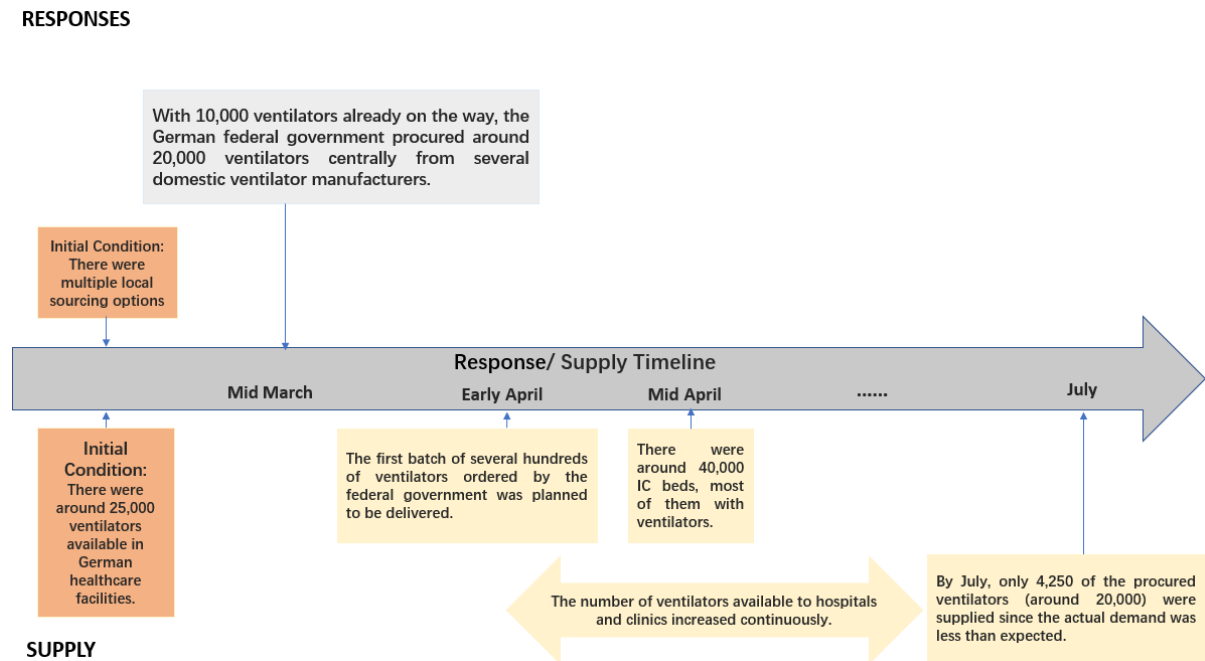 RESPONSES
With 10,000 ventilators already on the way, the
German federal government procured around
20,000 ventilators centrally from several
domestic ventilator manufacturers.
Initial Condition:
There were
multiple local
sourcing options
Response/ Supply Timeline
Mid March
Early April
Mid April
......
July
Initial
Condition:
There were
around 25,000
ventilators
available in
German
healthcare
facilities.
The first batch of several hundreds
of ventilators ordered by the
federal government was planned
to be delivered.
There were
around 40,000
IC beds, most
of them with
ventilators.
The number of ventilators available to hospitals
and clinics increased continuously.
By July, only 4,250 of the procured
ventilators (around 20,000) were
supplied since the actual demand was
less than expected.
SUPPLY